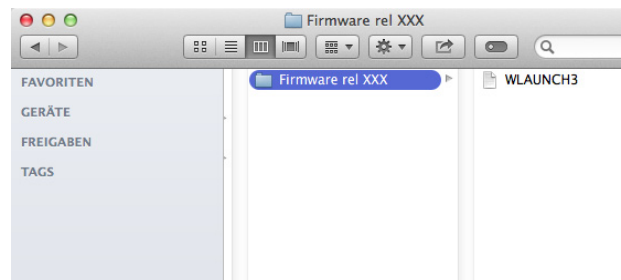 Firmware rel XXX
FAVORITEN
GERÄTE
FREIGABEN
TAGS
Firmware rel XXX
WLAUNCH3